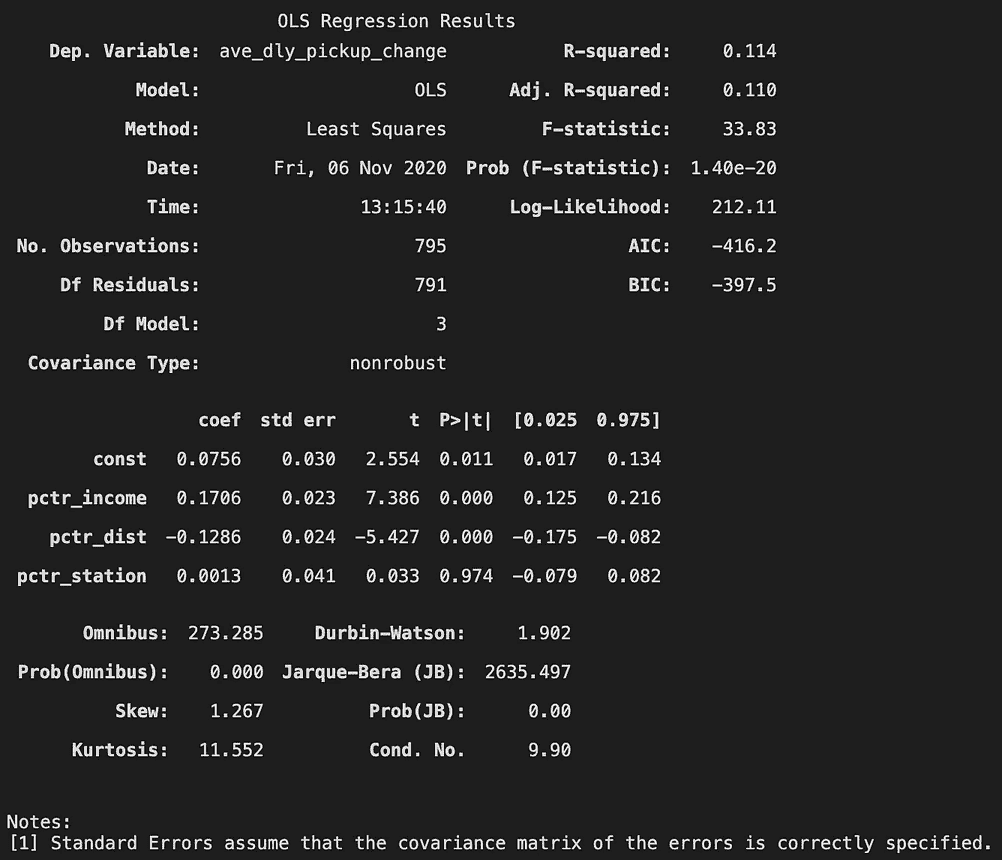 OLS Regression Results
Dep. Variable: ave_dly_pickup_change R-squared: 0.114
Model: OLS Adj. R-squared: 0.110
Method: Least Squares F-statistic: 33.83
Date: Fri, 06 Nov 2020 Prob (F-statistic): 1.40e-20
Time: 13:15:40 Log-Likelihood: 212.11
No. Observations: 795 AIC: -416.2
Df Residuals: 791 BIC: -397.5
Df Model: 3
Covariance Type: nonrobust
coef std err t P>|t| [0.025 0.975]
const 0.0756 0.030 2.554 0.011 0.017 0.134
pctr_income 0.1706 0.023 7.386 0.000 0.125 0.216
pctr_dist -0.1286 0.024 -5.427 0.000 -0.175 -0.082
pctr_station 0.0013 0.041 0.033 0.974 -0.079 0.082
Omnibus: 273.285 Durbin-Watson: 1.902
Prob(Omnibus): 0.000 Jarque-Bera (JB): 2635.497
Skew: 1.267 Prob(JB): 0.00
Kurtosis: 11.552 Cond. No. 9.90
Notes:
[1] Standard Errors assume that the covariance matrix of the errors is correctly specified.